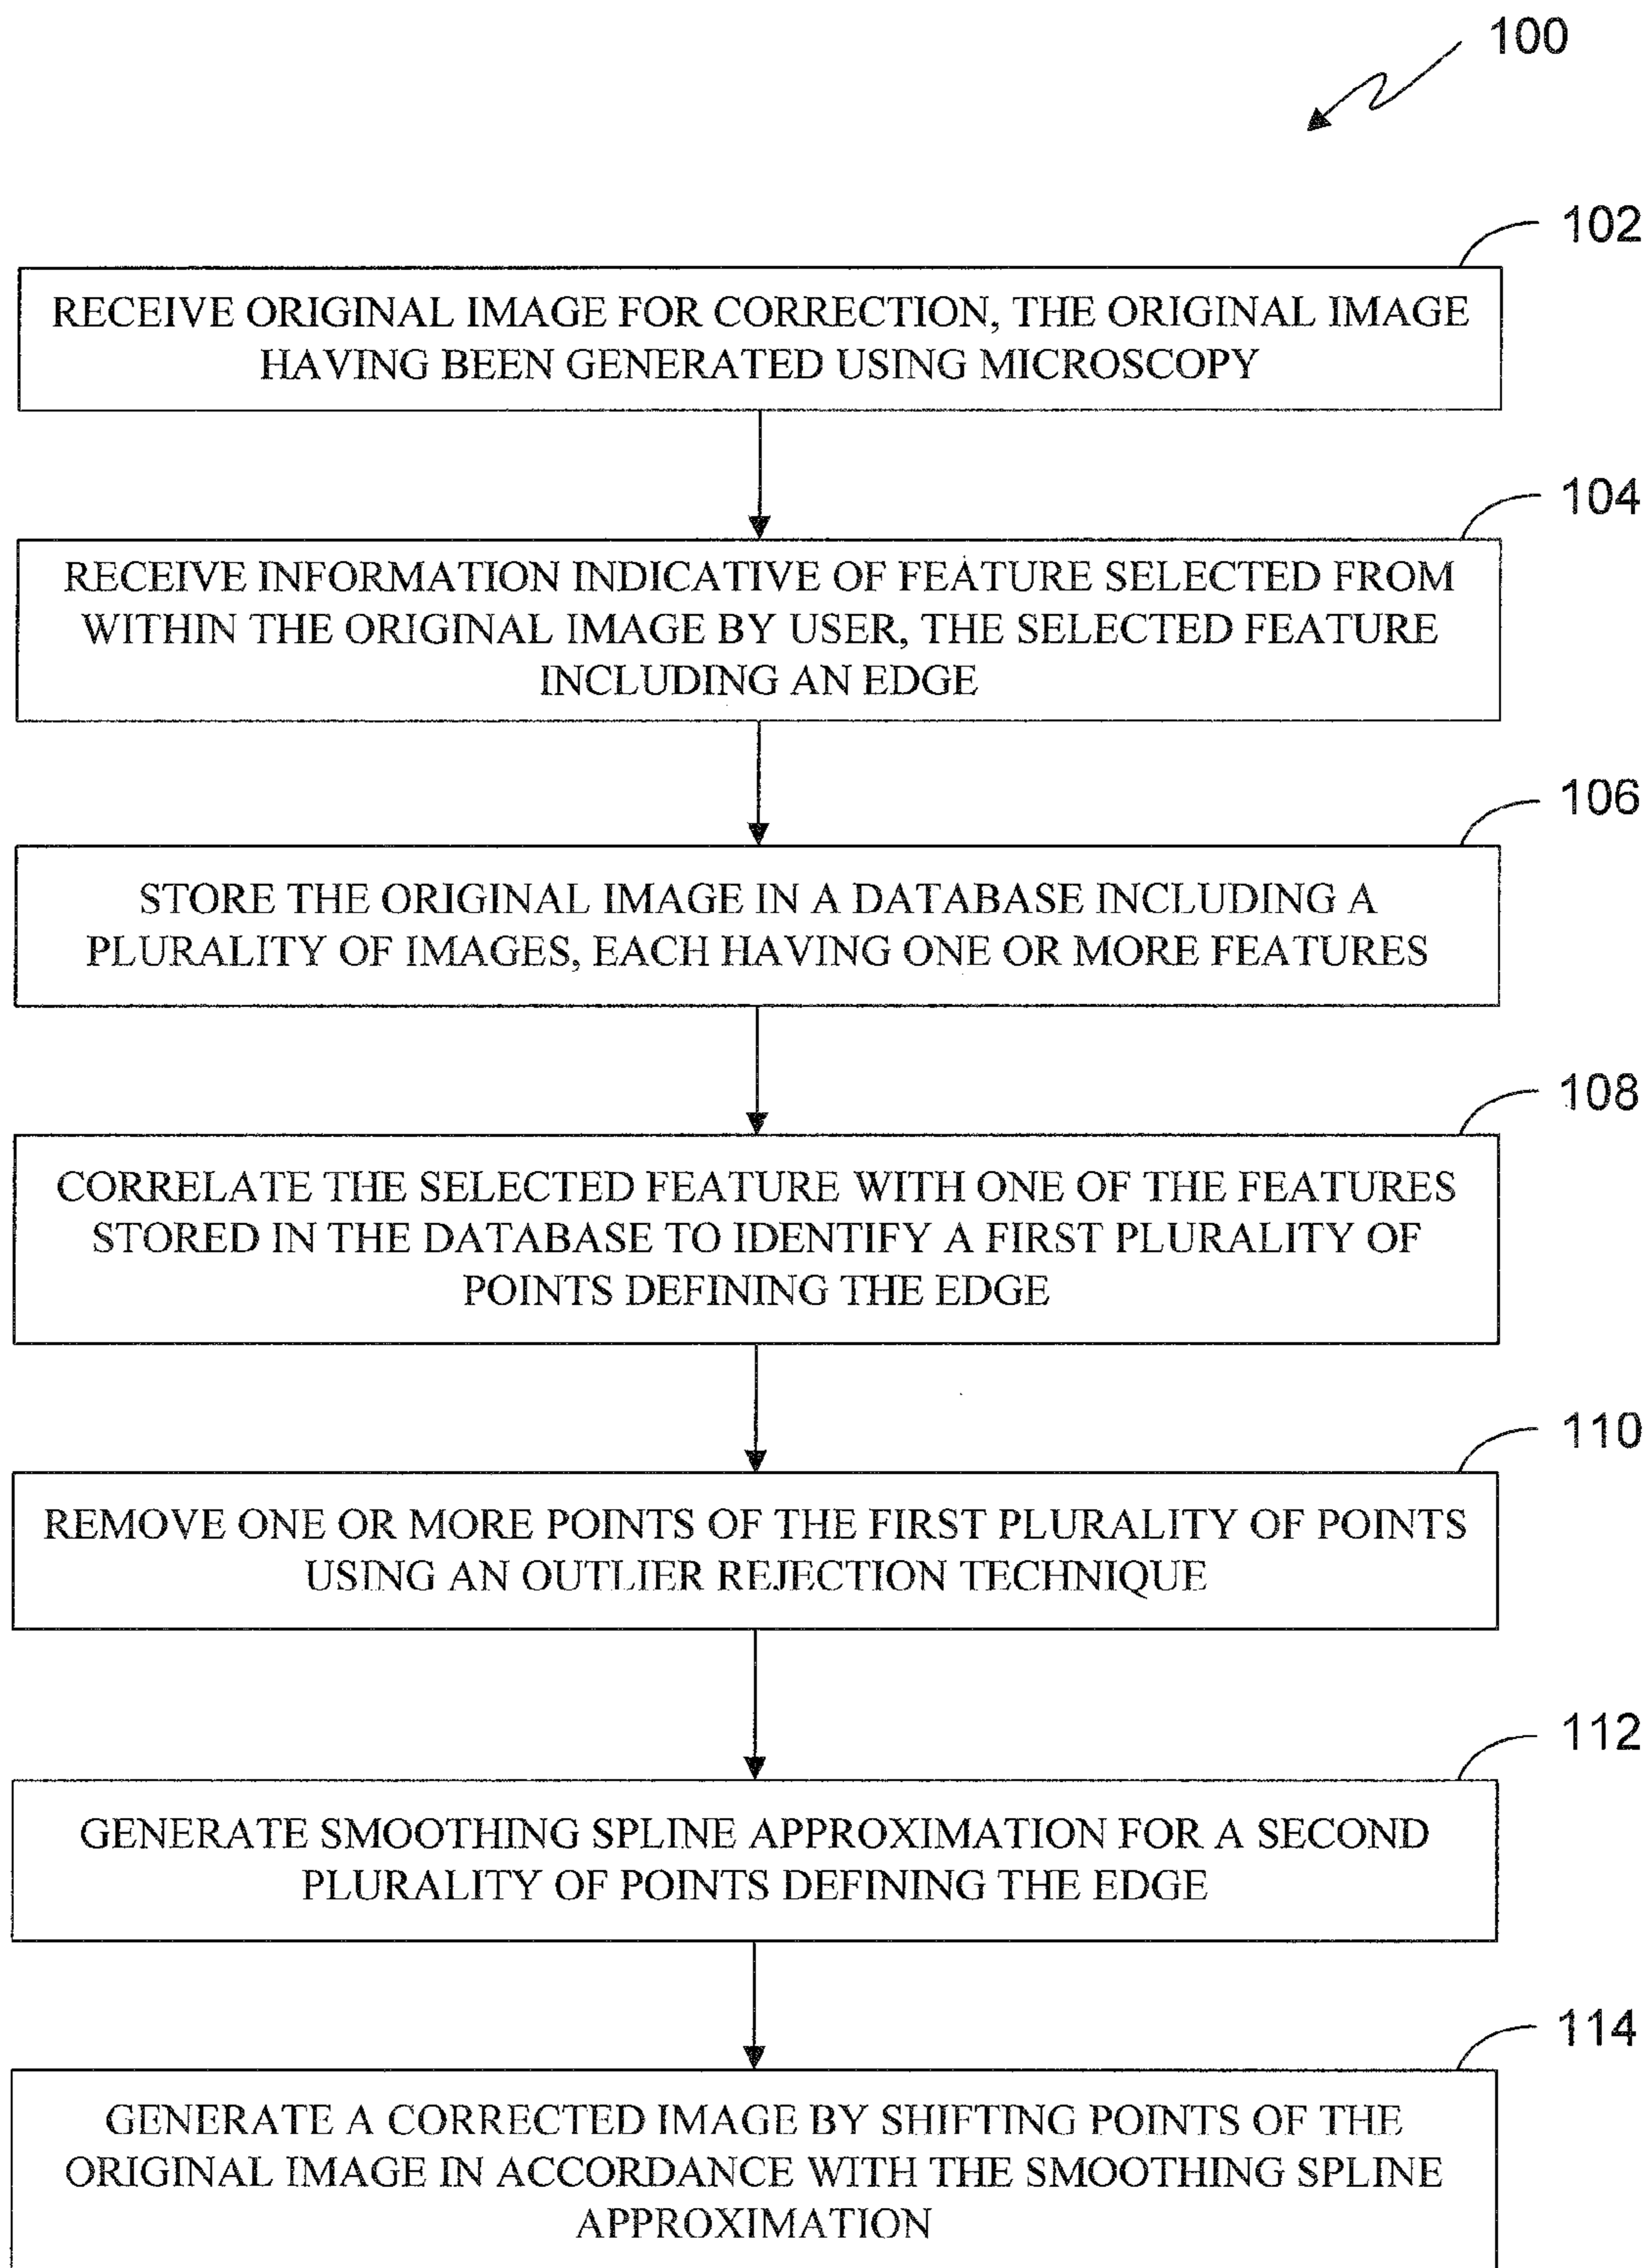 100
102
RECEIVE ORIGINAL IMAGE FOR CORRECTION, THE ORIGINAL IMAGE
HAVING BEEN GENERATED USING MICROSCOPY
104
RECEIVE INFORMATION INDICATIVE OF FEATURE SELECTED FROM
WITHIN THE ORIGINAL IMAGE BY USER, THE SELECTED FEATURE
INCLUDING AN EDGE
106
STORE THE ORIGINAL IMAGE IN A DATABASE INCLUDING A
PLURALITY OF IMAGES, EACH HAVING ONE OR MORE FEATURES
108
CORRELATE THE SELECTED FEATURE WITH ONE OF THE FEATURES
STORED IN THE DATABASE TO IDENTIFY A FIRST PLURALITY OF
POINTS DEFINING THE EDGE
110
REMOVE ONE OR MORE POINTS OF THE FIRST PLURALITY OF POINTS
USING AN OUTLIER REJECTION TECHNIQUE
112
GENERATE SMOOTHING SPLINE APPROXIMATION FOR A SECOND
PLURALITY OF POINTS DEFINING THE EDGE
114
GENERATE A CORRECTED IMAGE BY SHIFTING POINTS OF THE
ORIGINAL IMAGE IN ACCORDANCE WITH THE SMOOTHING SPLINE
APPROXIMATION